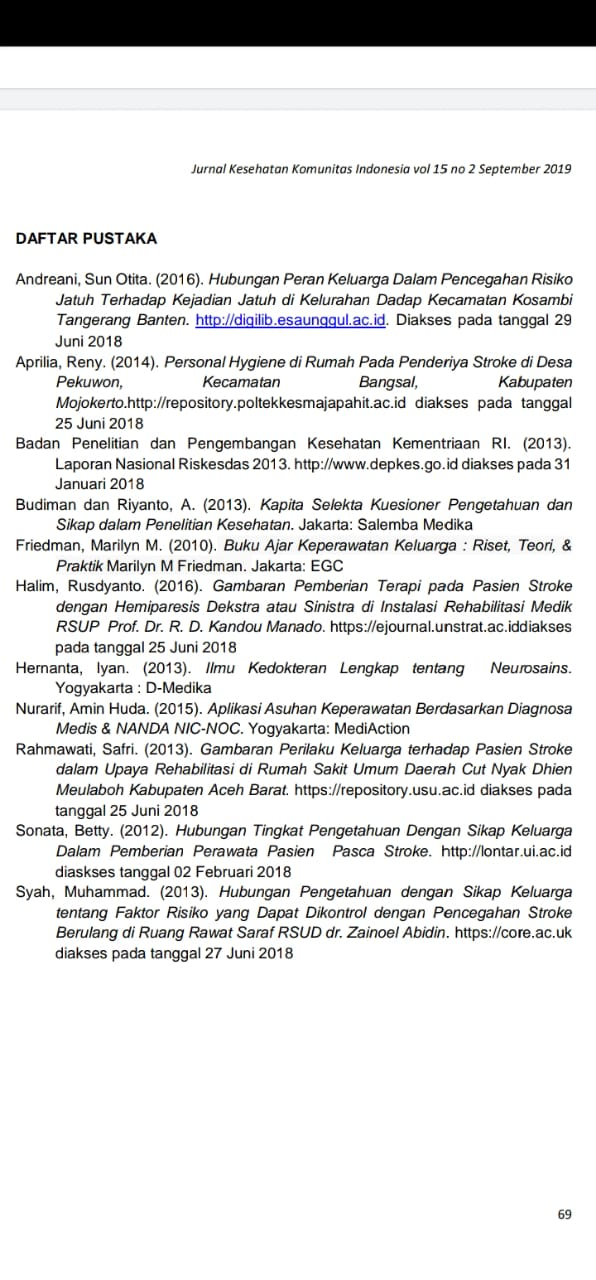 Jurnal Kesehatan Komunitas Indonesia vol 15 no 2 September 2019
DAFTAR PUSTAKA
Andreani, Sun Otita. (2016). Hubungan Peran Keluarga Dalam Pencegahan Risiko
Jatuh Terhadap Kejadian Jatuh di Kelurahan Dadap Kecamatan Kosambi
Tangerang Banten. http://digilib.esaunggul.ac.id. Diakses pada tanggal 29
Juni 2018
Aprilia, Reny. (2014). Personal Hygiene di Rumah Pada Penderiya Stroke di Desa
Pekuwon, Kecamatan Bangsal, Kabupaten
Mojokerto.http://repository.poltekkesmajapahit.ac.id diakses pada tanggal
25 Juni 2018
Badan Penelitian dan Pengembangan Kesehatan Kementriaan RI. (2013).
Laporan Nasional Riskesdas 2013. http://www.depkes.go.id diakses pada 31
Januari 2018
Budiman dan Riyanto, A. (2013). Kapita Selekta Kuesioner Pengetahuan dan
Sikap dalam Penelitian Kesehatan. Jakarta: Salemba Medika
Friedman, Marilyn M. (2010). Buku Ajar Keperawatan Keluarga : Riset, Teori, &
Praktik Marilyn M Friedman. Jakarta: EGC
Halim, Rusdyanto. (2016). Gambaran Pemberian Terapi pada Pasien Stroke
dengan Hemiparesis Dekstra atau Sinistra di Instalasi Rehabilitasi Medik
RSUP Prof. Dr. R. D. Kandou Manado. https://ejournal.unstrat.ac.iddiakses
pada tanggal 25 Juni 2018
Hernanta, Iyan. (2013). Ilmu Kedokteran Lengkap tentang Neurosains.
Yogyakarta : D-Medika
Nurarif, Amin Huda. (2015). Aplikasi Asuhan Keperawatan Berdasarkan Diagnosa
Medis & NANDA NIC-NOC. Yogyakarta: MediAction
Rahmawati, Safri. (2013). Gambaran Perilaku Keluarga terhadap Pasien Stroke
dalam Upaya Rehabilitasi di Rumah Sakit Umum Daerah Cut Nyak Dhien
Meulaboh Kabupaten Aceh Barat. https://repository.usu.ac.id diakses pada
tanggal 25 Juni 2018
Sonata, Betty. (2012). Hubungan Tingkat Pengetahuan Dengan Sikap Keluarga
Dalam Pemberian Perawata Pasien Pasca Stroke. http://lontar.ui.ac.id
diaskses tanggal 02 Februari 2018
Syah, Muhammad. (2013). Hubungan Pengetahuan dengan Sikap Keluarga
tentang Faktor Risiko yang Dapat Dikontrol dengan Pencegahan Stroke
Berulang di Ruang Rawat Saraf RSUD dr. Zainoel Abidin. https://core.ac.uk
diakses pada tanggal 27 Juni 2018
69